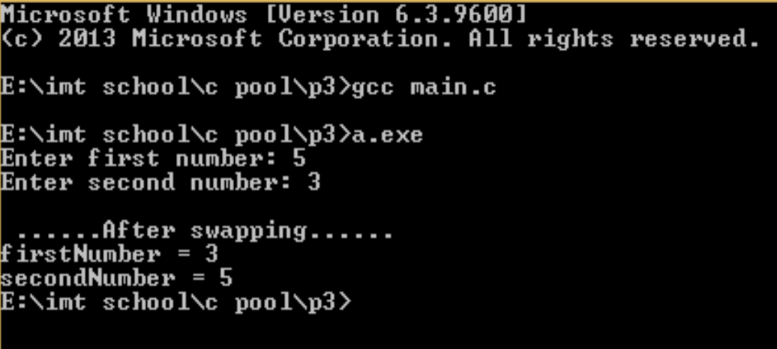 Microsoft Windows [Version 6.3.9600]
(c) 2013 Microsoft Corporation. All rights reserved.
E:\imt school\c pool\p3>gcc main.c
E:\imt school\c pool\p3>a.exe
Enter first number: 5
Enter second number: 3
......After swapping......
firstNumber = 3
secondNumber = 5
E:\imt school\c pool\p3>